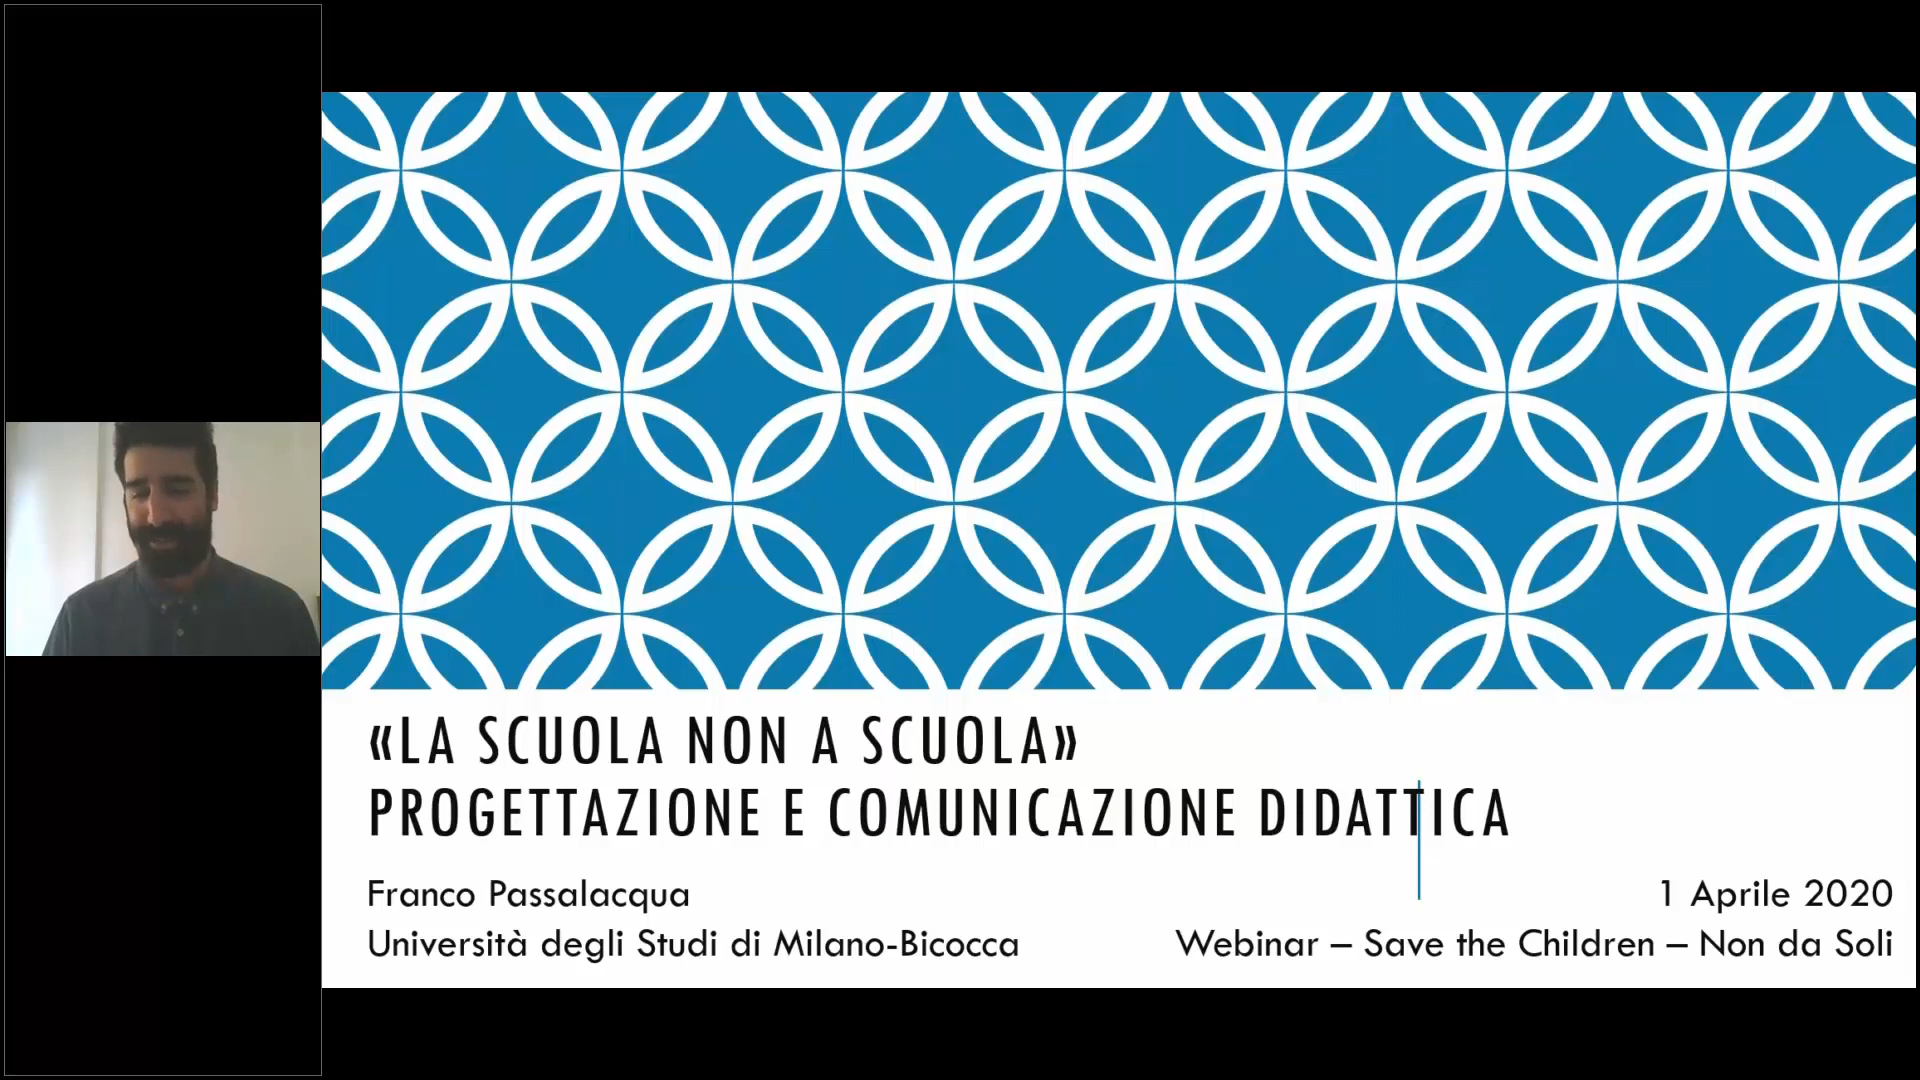 «LA SCUOLA NON A SCUOLA»
PROGETTAZIONE E COMUNICAZIONE DIDATTICA
Franco Passalacqua
1 Aprile 2020
Università degli Studi di Milano-Bicocca
Webinar – Save the Children – Non da Soli